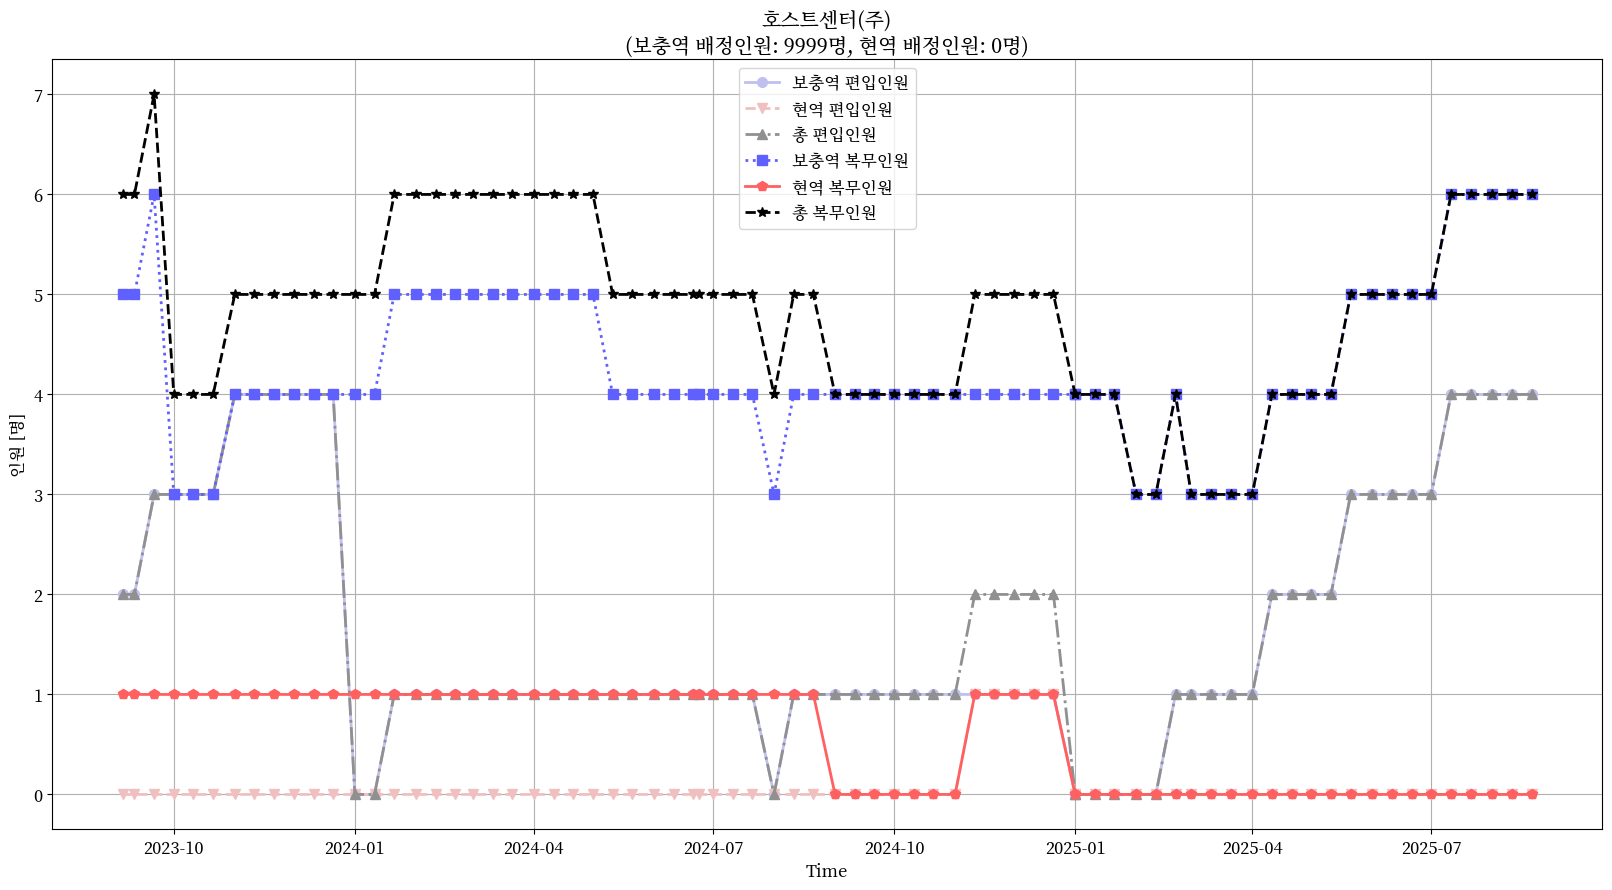 호스트센터(주)
(보충역 배정인원: 9999명, 현역 배정인원: 0명)
보충역 편입인원
현역 편입인원
총 편입인원
보충역 복무인원
현역 복무인원
총 복무인원
인원 [명]
7
6
5
4
3
2
1
0
2023-10
2024-01
2024-04
2024-07
2024-10
2025-01
2025-04
2025-07
Time